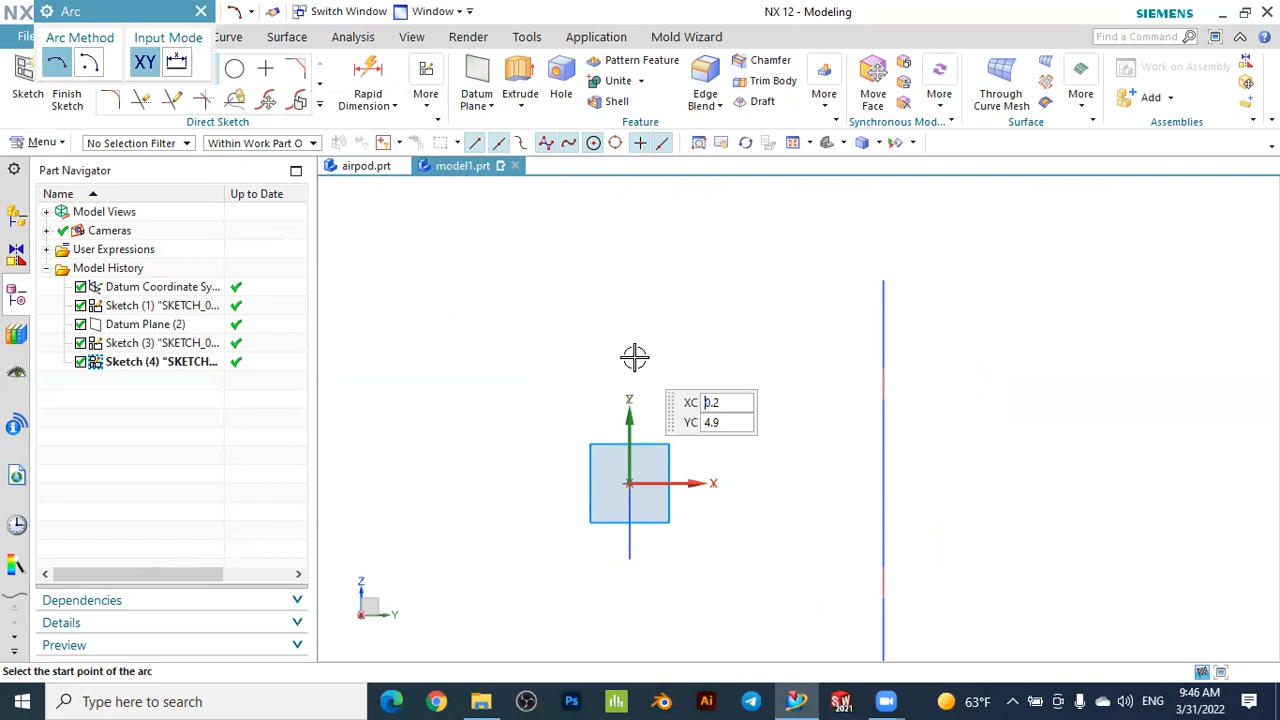 NX
Arc
Switch Window
Window
NX 12 - Modeling
SIEMENS
Arc Method
Input Mode
XY
Curve
Surface
Analysis
View
Render
Tools
Application
Mold Wizard
Find a Command
Sketch
Finish
Sketch
Rapid
Dimension
More
Direct Sketch
Datum
Plane
Extrude
Hole
Pattern Feature
Unite
Shell
Edge
Blend
Chamfer
Trim Body
Draft
More
Feature
Move
Face
More
Synchronous Mod...
Through
Curve Mesh
More
Surface
Work on Assembly
Add
Assemblies
Menu
No Selection Filter
Within Work Part O
Part Navigator
airpod.prt
model1.prt
Name
Up to Date
Model Views
Cameras
User Expressions
Model History
Datum Coordinate Sy...
Sketch (1) "SKETCH_0...
Datum Plane (2)
Sketch (3) "SKETCH_0...
Sketch (4) "SKETCH...
Z
XC 0.2
YC 4.9
X
Z
X
Y
Dependencies
Details
Preview
Select the start point of the arc
Type here to search
Ps
Ai
SW
2021
63°F
ENG
9:46 AM
3/31/2022